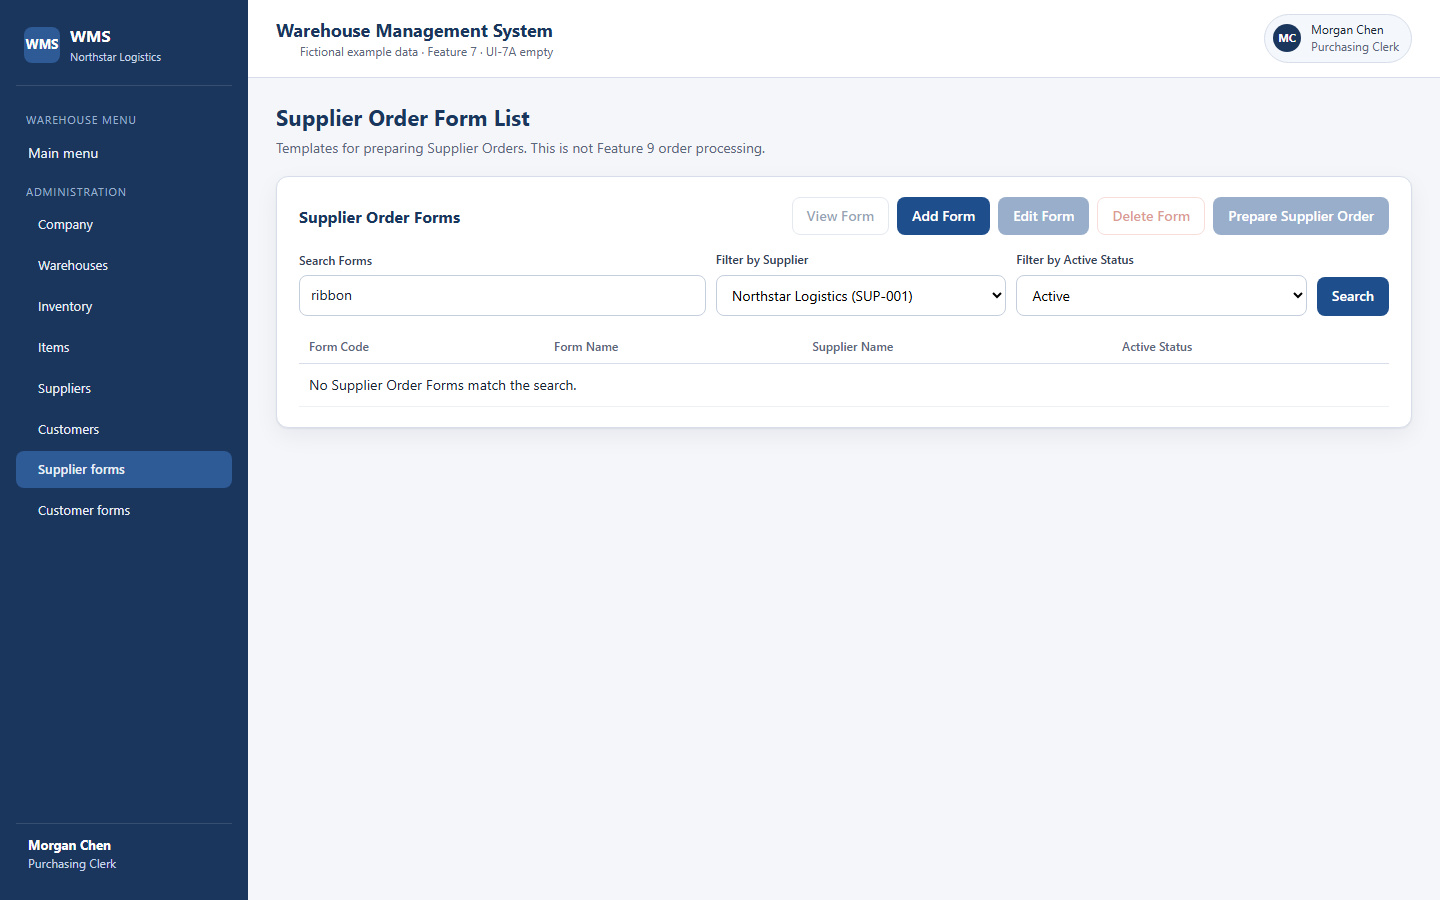 WMS
WMS
Northstar Logistics
WAREHOUSE MENU
Main menu
ADMINISTRATION
Company
Warehouses
Inventory
Items
Suppliers
Customers
Supplier forms
Customer forms
Morgan Chen
Purchasing Clerk
Warehouse Management System
Fictional example data · Feature 7 · UI-7A empty
MC
Morgan Chen
Purchasing Clerk
Supplier Order Form List
Templates for preparing Supplier Orders. This is not Feature 9 order processing.
Supplier Order Forms
View Form
Add Form
Edit Form
Delete Form
Prepare Supplier Order
Search Forms
Filter by Supplier
Filter by Active Status
ribbon
Northstar Logistics (SUP-001)
Active
Search
Form Code
Form Name
Supplier Name
Active Status
No Supplier Order Forms match the search.